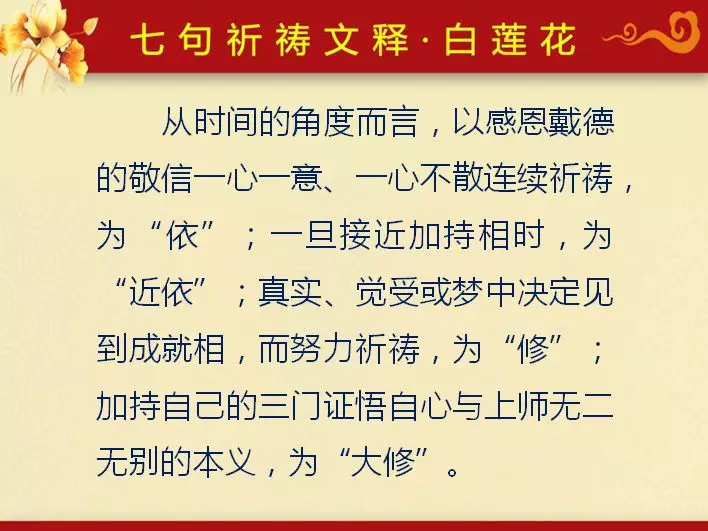 七句祈祷文释·白莲花
从时间的角度而言，以感恩戴德
的敬信一心一意、一心不散连续祈祷，
为“依”；一旦接近加持相时，为
“近依”；真实、觉受或梦中决定见
到成就相，而努力祈祷，为“修”；
加持自己的三门证悟自心与上师无二
无别的本义，为“大修”。